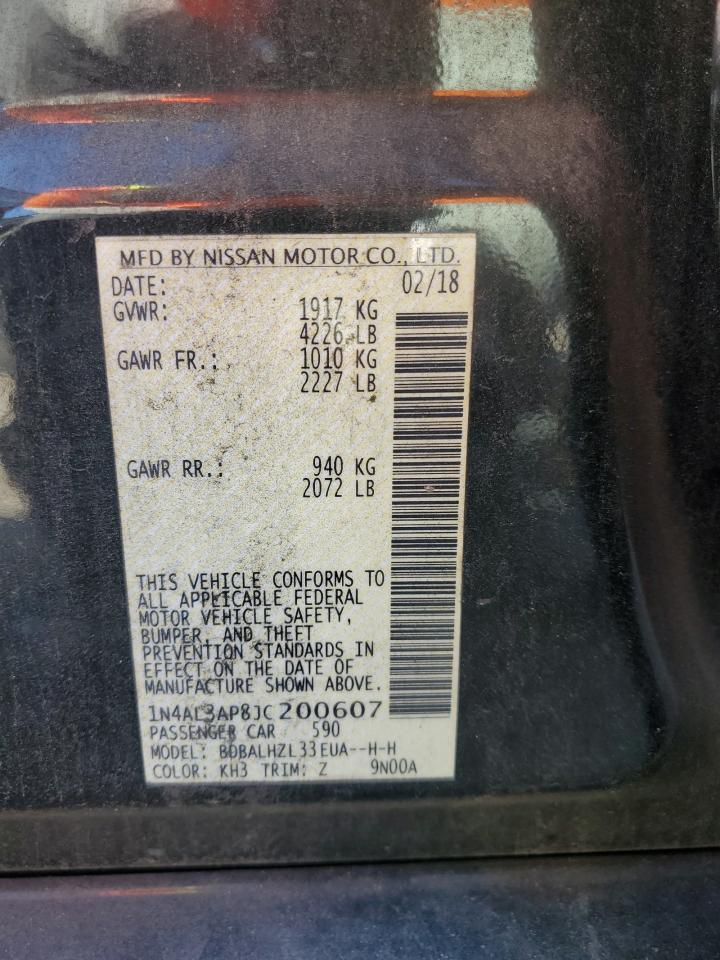 MFD BY NISSAN MOTOR CO., LTD.
DATE: 02/18
GVWR: 1917 KG
4226 LB
GAWR FR.: 1010 KG
2227 LB
GAWR RR.: 940 KG
2072 LB
THIS VEHICLE CONFORMS TO
ALL APPLICABLE FEDERAL
MOTOR VEHICLE SAFETY,
BUMPER, AND THEFT
PREVENTION STANDARDS IN
EFFECT ON THE DATE OF
MANUFACTURE SHOWN ABOVE.
1N4AL3AP8JC200607
PASSENGER CAR 590
MODEL: BDBALHZL33EUA--H-H
COLOR: KH3 TRIM: Z 9N00A